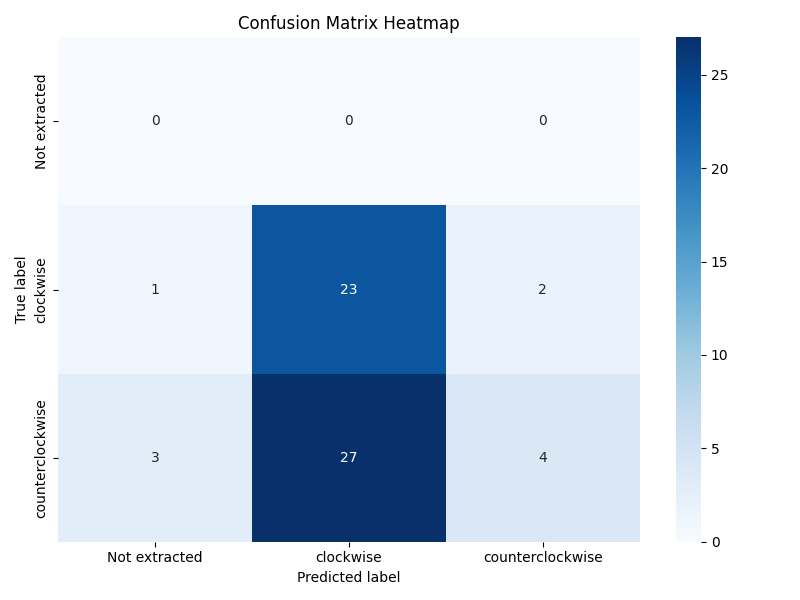 Confusion Matrix Heatmap
True label
Not extracted
clockwise
counterclockwise
0 0 0
1 23 2
3 27 4
Not extracted clockwise counterclockwise
Predicted label
25
20
15
10
5
0